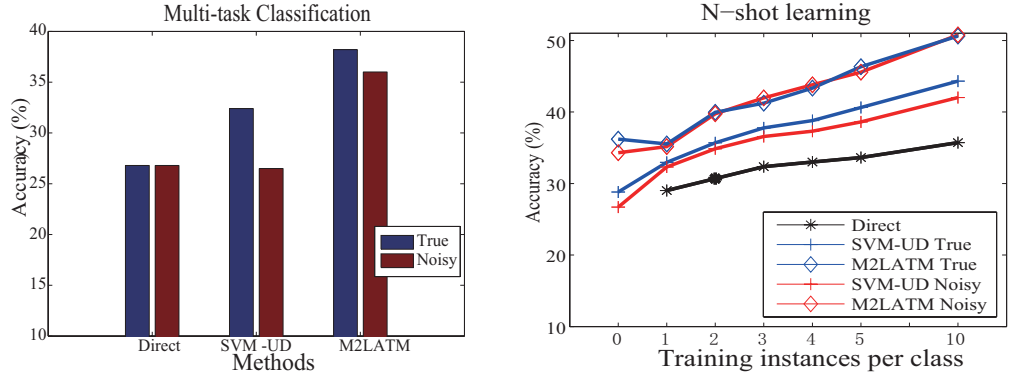 Multi-task Classification
Accuracy (%)
40
35
30
25
20
15
10
True
Noisy
Direct
SVM -UD
M2LATM
Methods
N-shot learning
Accuracy (%)
50
40
30
20
10
Direct
SVM-UD True
M2LATM True
SVM-UD Noisy
M2LATM Noisy
0 1 2 3 4 5 10
Training instances per class